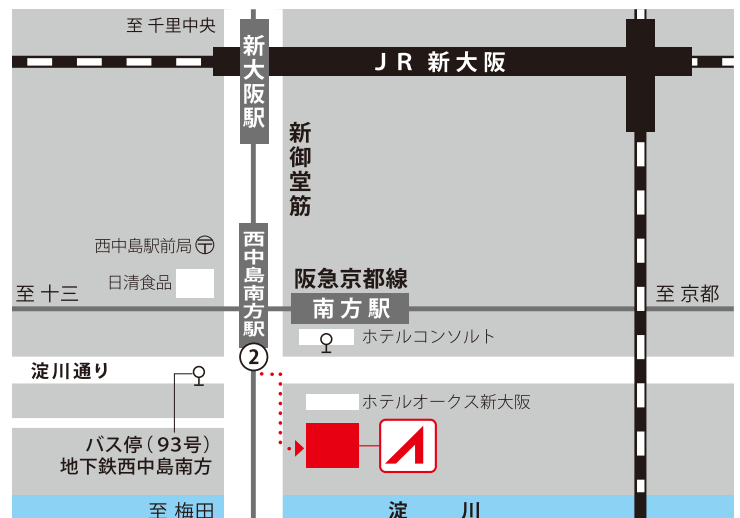 至 千里中央
新大阪駅
JR 新大阪
新御堂筋
西中島駅前局
西中島南方駅
日清食品
阪急京都線
至 十三
南方駅
至 京都
ホテルコンソルト
2
淀川通り
ホテルオークス新大阪
バス停(93号)
地下鉄西中島南方
至 梅田
淀 川